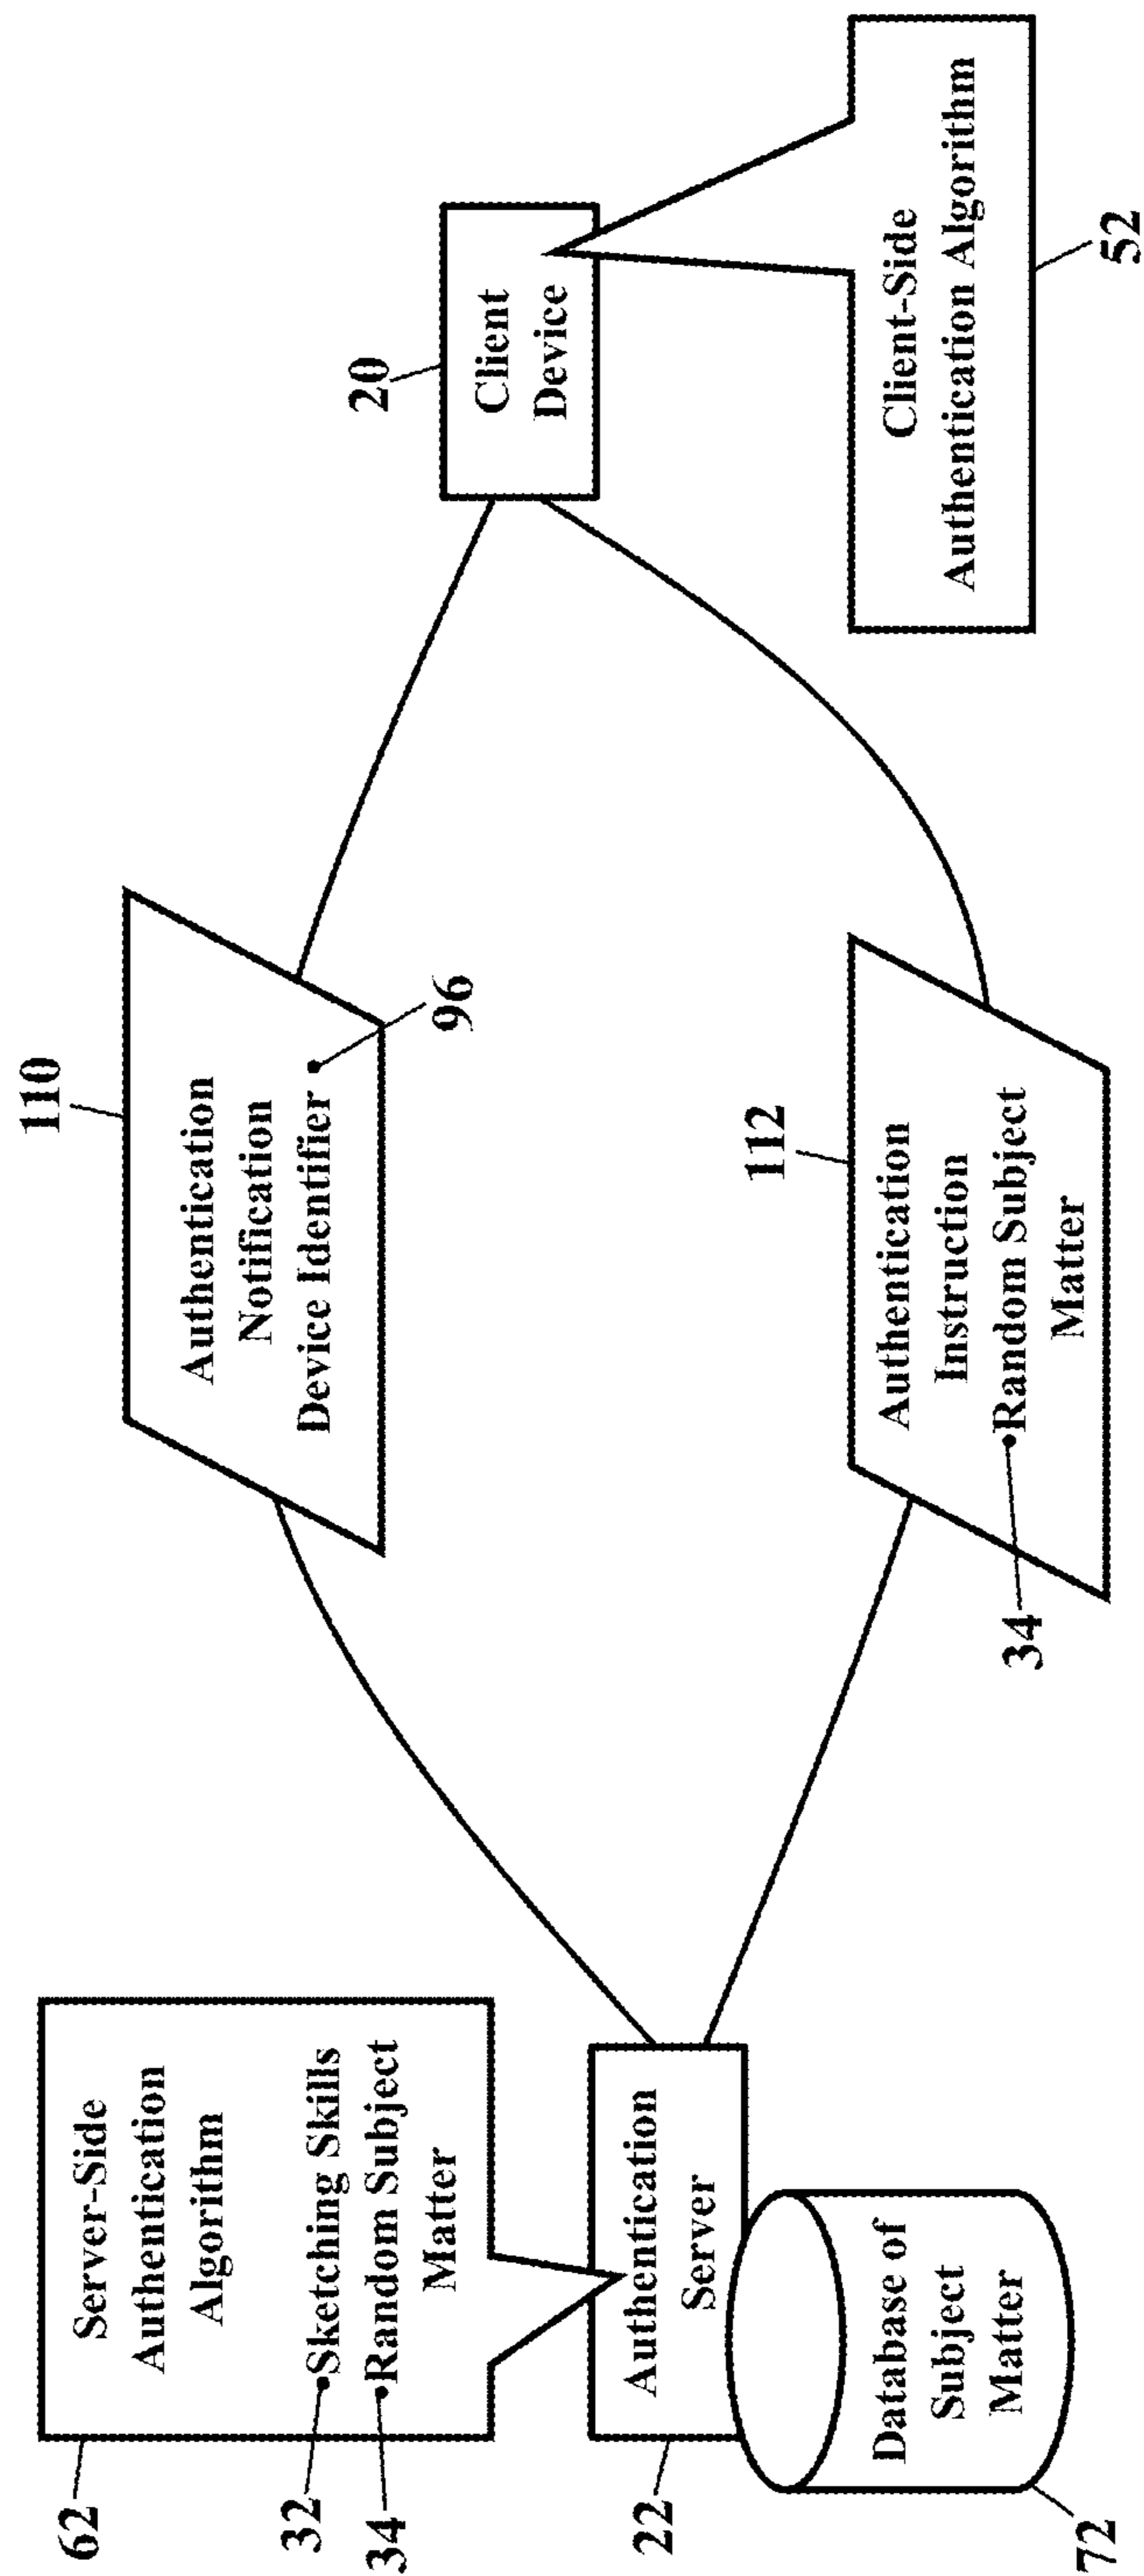 62
Server-Side
Authentication
Algorithm
32
Sketching Skills
34
Random Subject
Matter
22
Authentication
Server
72
Database of
Subject
Matter
110
Authentication
Notification
Device Identifier
96
112
Authentication
Instruction
Random Subject
Matter
34
20
Client
Device
Client-Side
Authentication Algorithm
52